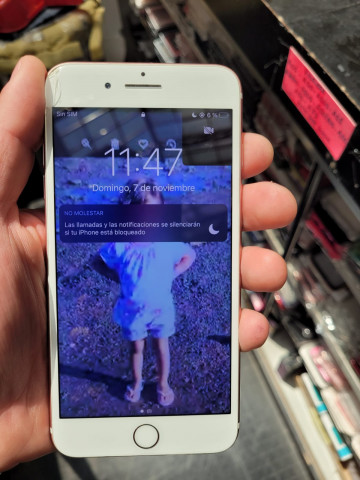 Sin SIM
6 %
11:47
Domingo, 7 de noviembre
NO MOLESTAR
Las llamadas y las notificaciones se silenciarán
si tu iPhone está bloqueado